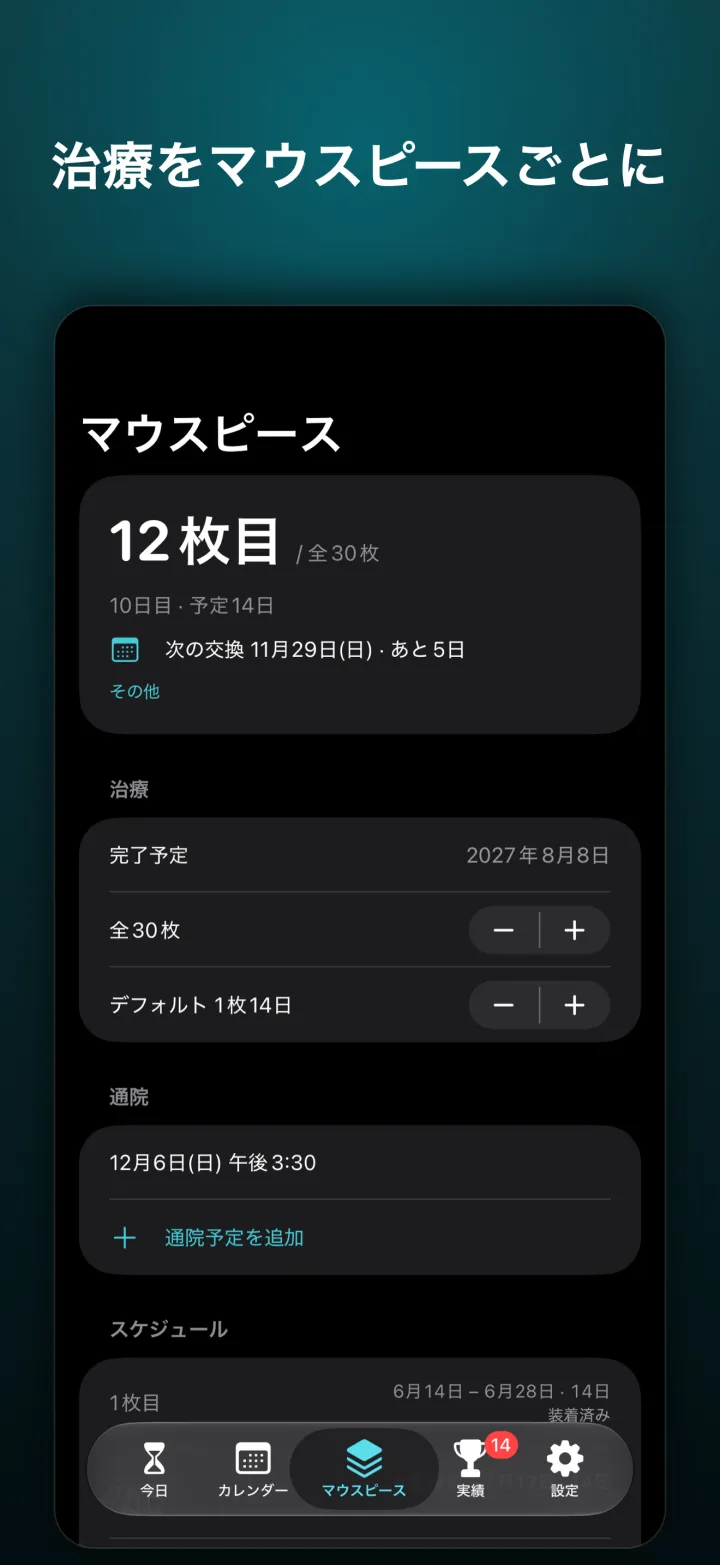 治療をマウスピースごとに
マウスピース
12枚目 / 全30枚
10日目 · 予定14日
次の交換 11月29日(日) · あと5日
その他
治療
完了予定 2027年8月8日
全30枚 − +
デフォルト 1枚14日 − +
通院
12月6日(日) 午後3:30
+ 通院予定を追加
スケジュール
6月14日 – 6月28日 · 14日
1枚目
装着済み
14
今日 カレンダー マウスピース 実績 設定